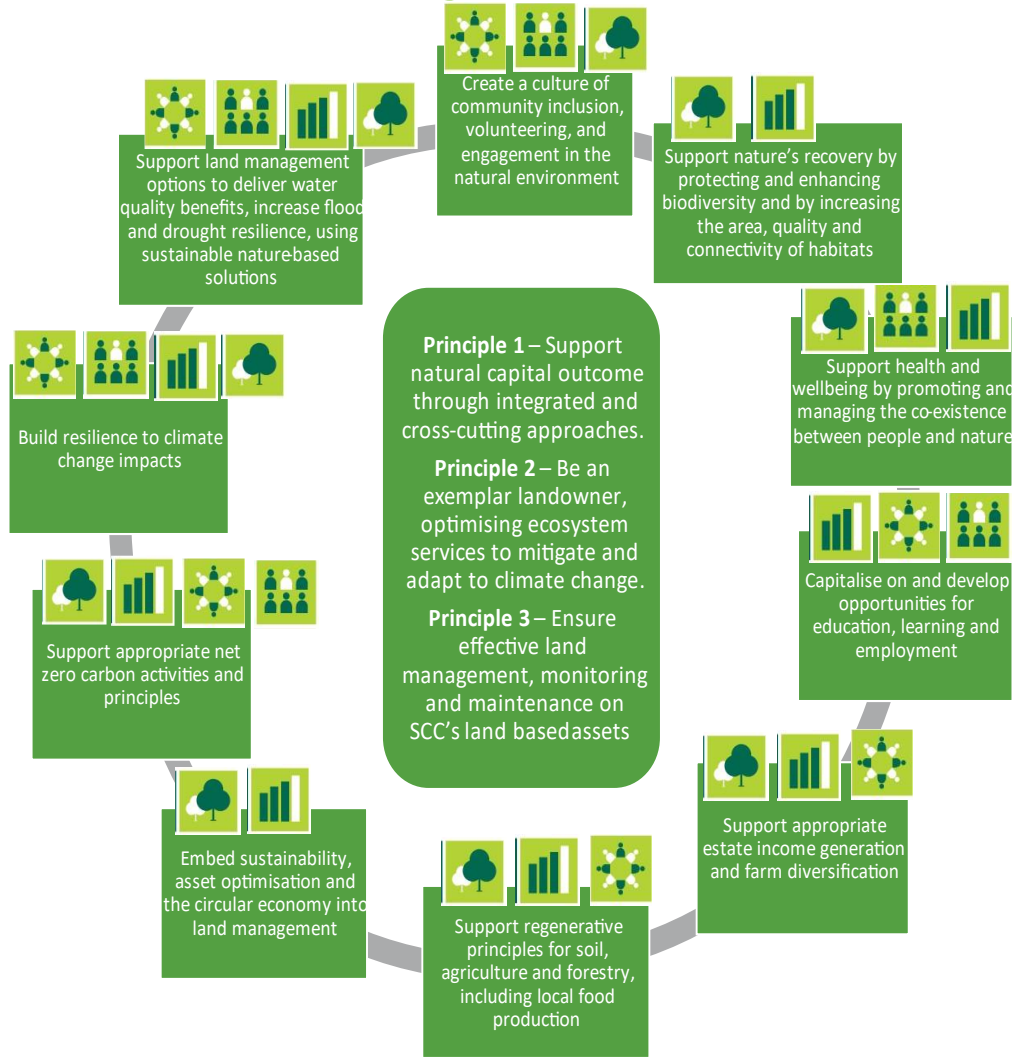 Create a culture of
community inclusion,
volunteering, and
engagement in the
natural environment
Support nature's recovery by
protecting and enhancing
biodiversity and by increasing
the area, quality and
connectivity of habitats
Support health and
wellbeing by promoting and
managing the co-existence
between people and nature
Capitalise on and develop
opportunities for
education, learning and
employment
Support appropriate
estate income generation
and farm diversification
Support regenerative
principles for soil,
agriculture and forestry,
including local food
production
Embed sustainability,
asset optimisation and
the circular economy into
land management
Support appropriate net
zero carbon activities and
principles
Build resilience to climate
change impacts
Support land management
options to deliver water
quality benefits, increase flood
and drought resilience, using
sustainable nature-based
solutions
Principle 1 – Support
natural capital outcome
through integrated and
cross-cutting approaches.
Principle 2 – Be an
exemplar landowner,
optimising ecosystem
services to mitigate and
adapt to climate change.
Principle 3 – Ensure
effective land
management, monitoring
and maintenance on
SCC's land based assets